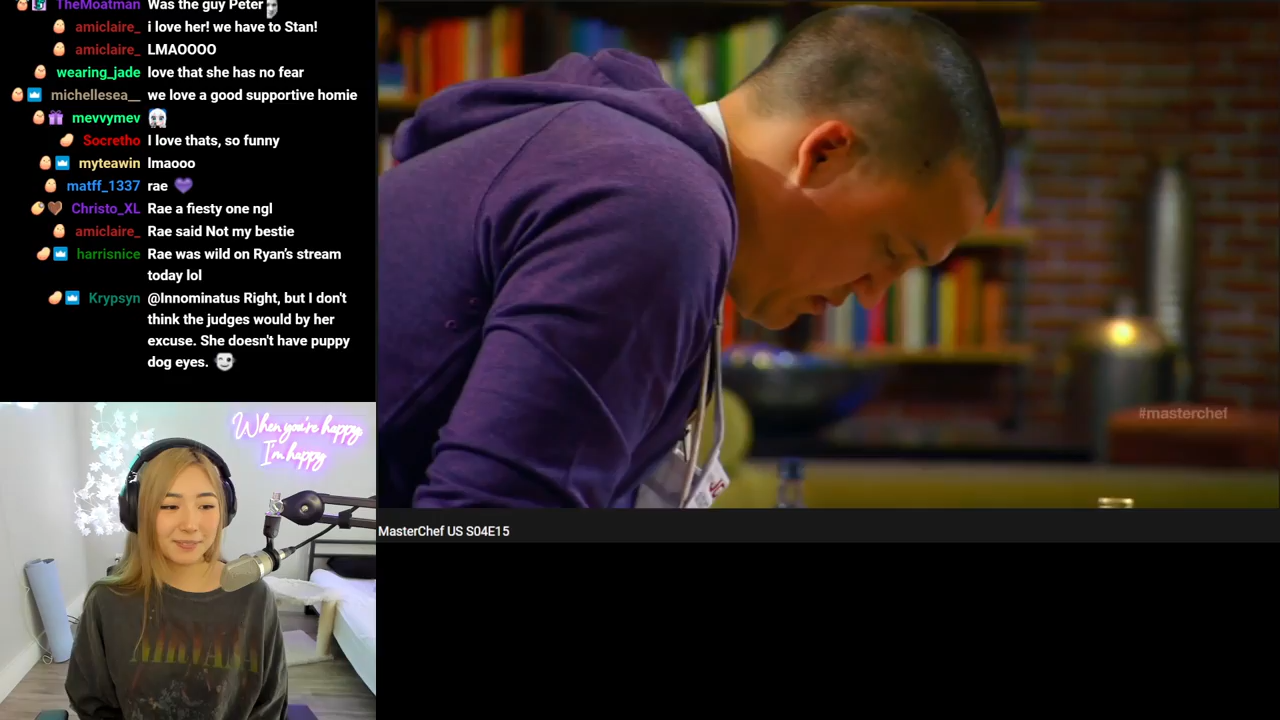 TheMoatman Was the guy Peter
amiclaire_ i love her! we have to Stan!
amiclaire_ LMAOOOO
wearing_jade love that she has no fear
michellesea__ we love a good supportive homie
mevvymev
Socretho I love thats, so funny
myteawin lmaooo
matff_1337 rae
Christo_XL Rae a fiesty one ngl
amiclaire_ Rae said Not my bestie
harrisnice Rae was wild on Ryan's stream
today lol
Krypsyn @Innominatus Right, but I don't
think the judges would by her
excuse. She doesn't have puppy
dog eyes.
#masterchef
MasterChef US S04E15
When you're happy,
I'm happy
NIRVANA